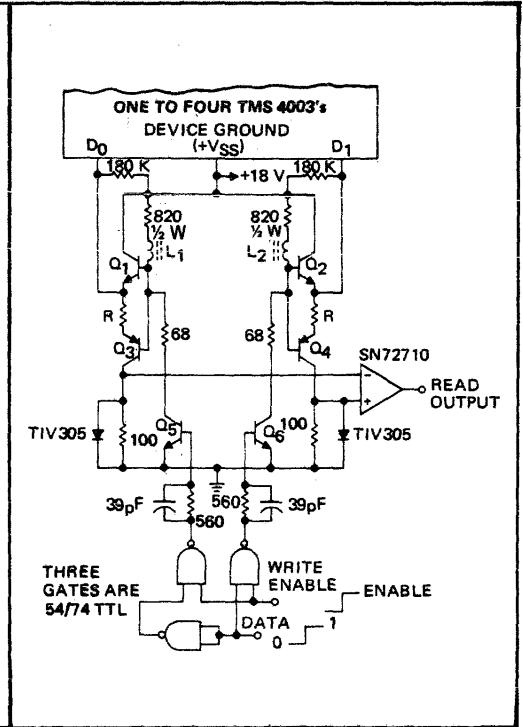 ONE TO FOUR TMS 4003's
DEVICE GROUND
D0 (+VSS) D1
180 K +18 V 180 K
820 820
½ W ½ W
Q1 L1 L2 Q2
R 68 68 R
Q3 Q4
SN72710
−
+
READ
OUTPUT
TIV305 100 Q5 Q6 100 TIV305
39pF 560 39pF
560
THREE
GATES ARE
54/74 TTL
WRITE
ENABLE
ENABLE
DATA 1
0